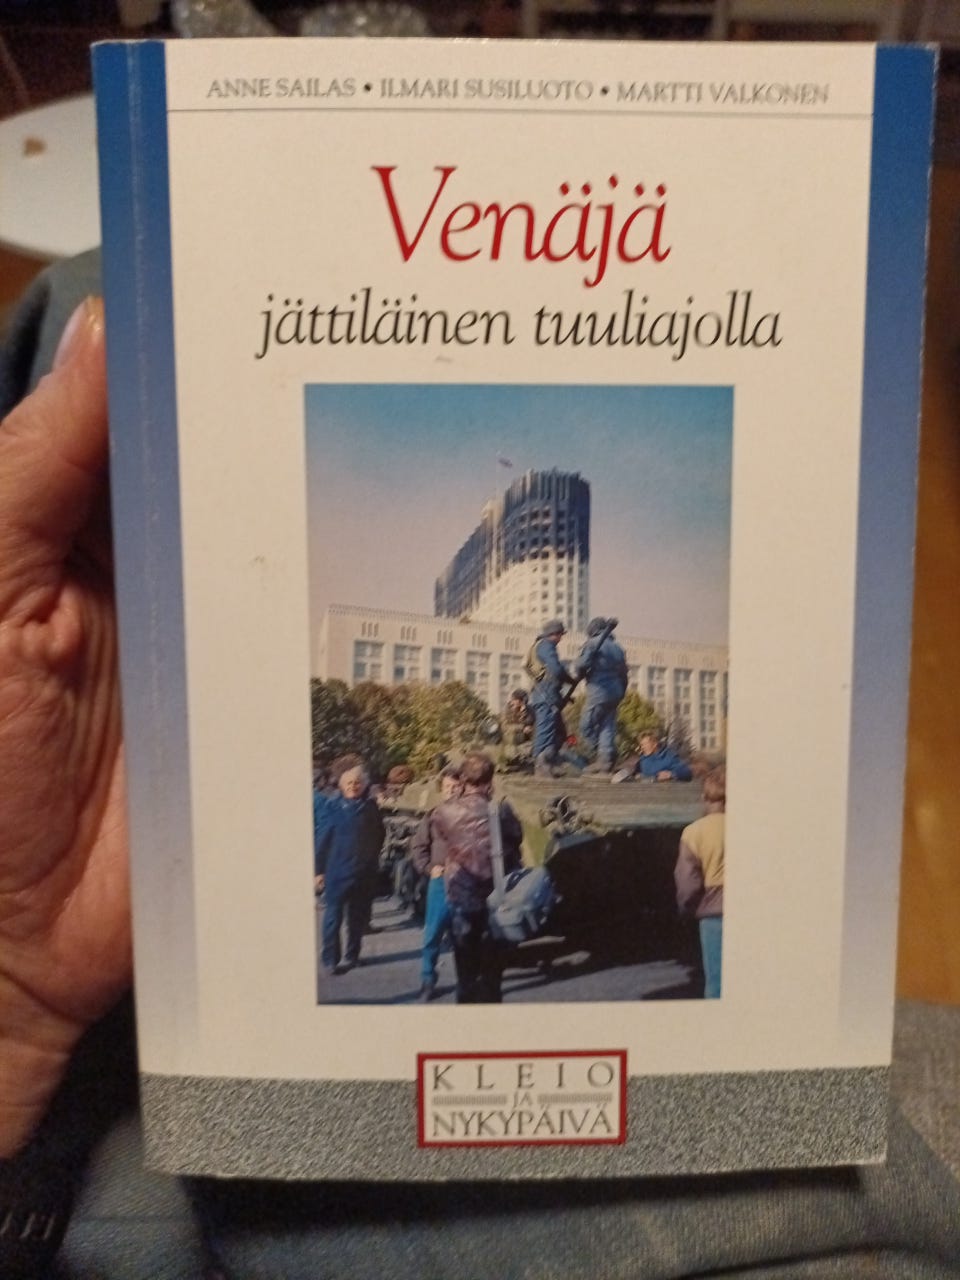 ANNE SAILAS • ILMARI SUSILUOTO • MARTTI VALKONEN
Venäjä
jättiläinen tuuliajolla
KLEIO
JA
NYKYPÄIVÄ